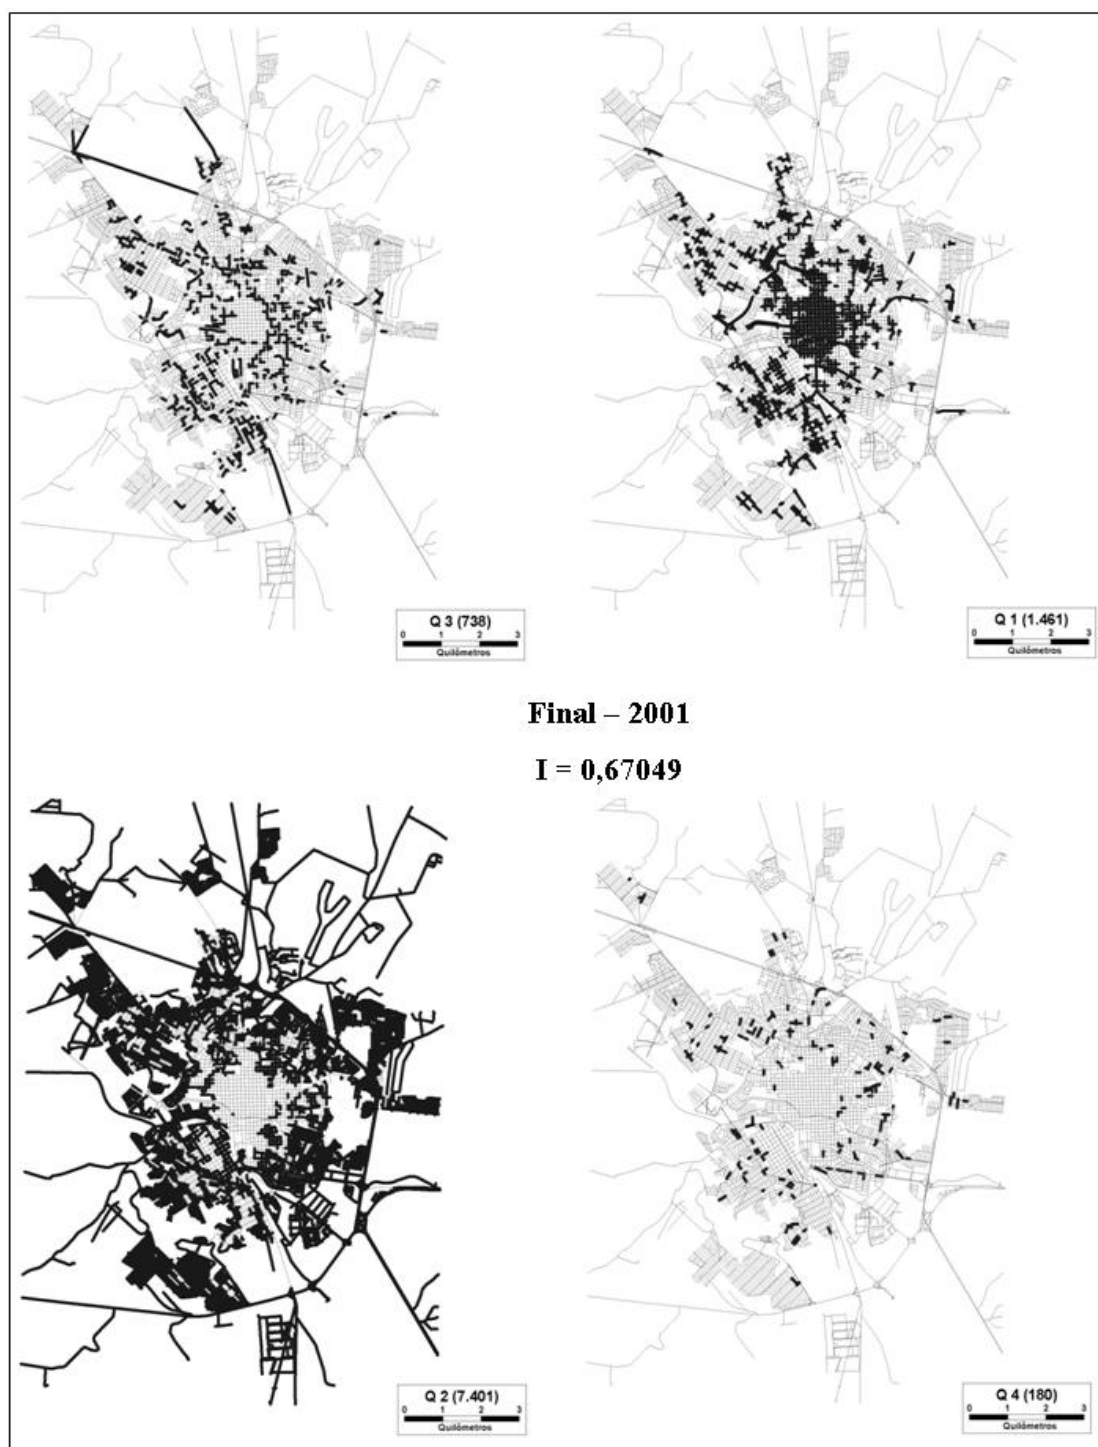 Q 3 (738)
0 1 2 3
Quilômetros
Q 1 (1.461)
0 1 2 3
Quilômetros
Final – 2001
I = 0,67049
Q 2 (7.401)
0 1 2 3
Quilômetros
Q 4 (180)
0 1 2 3
Quilômetros